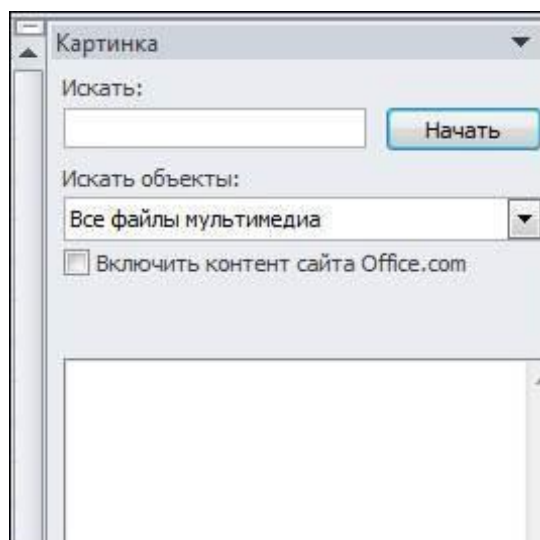 Картинка
Искать:
Начать
Искать объекты:
Все файлы мультимедиа
Включить контент сайта Office.com